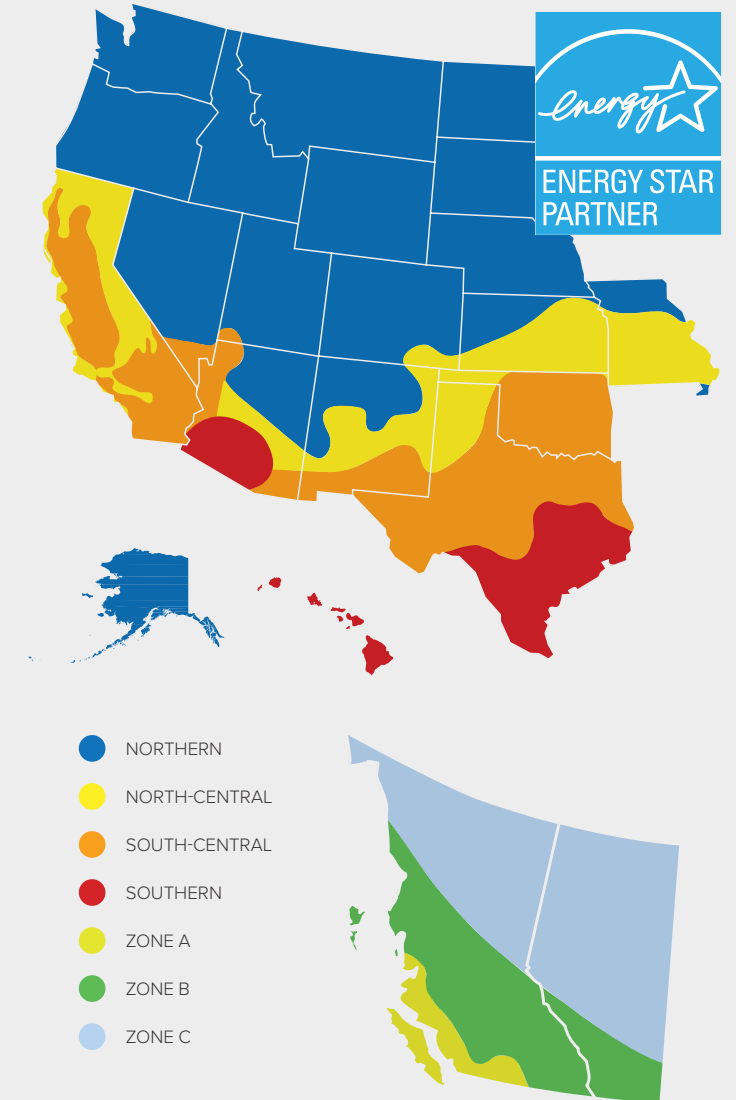 energy
ENERGY STAR
PARTNER
NORTHERN
NORTH-CENTRAL
SOUTH-CENTRAL
SOUTHERN
ZONE A
ZONE B
ZONE C